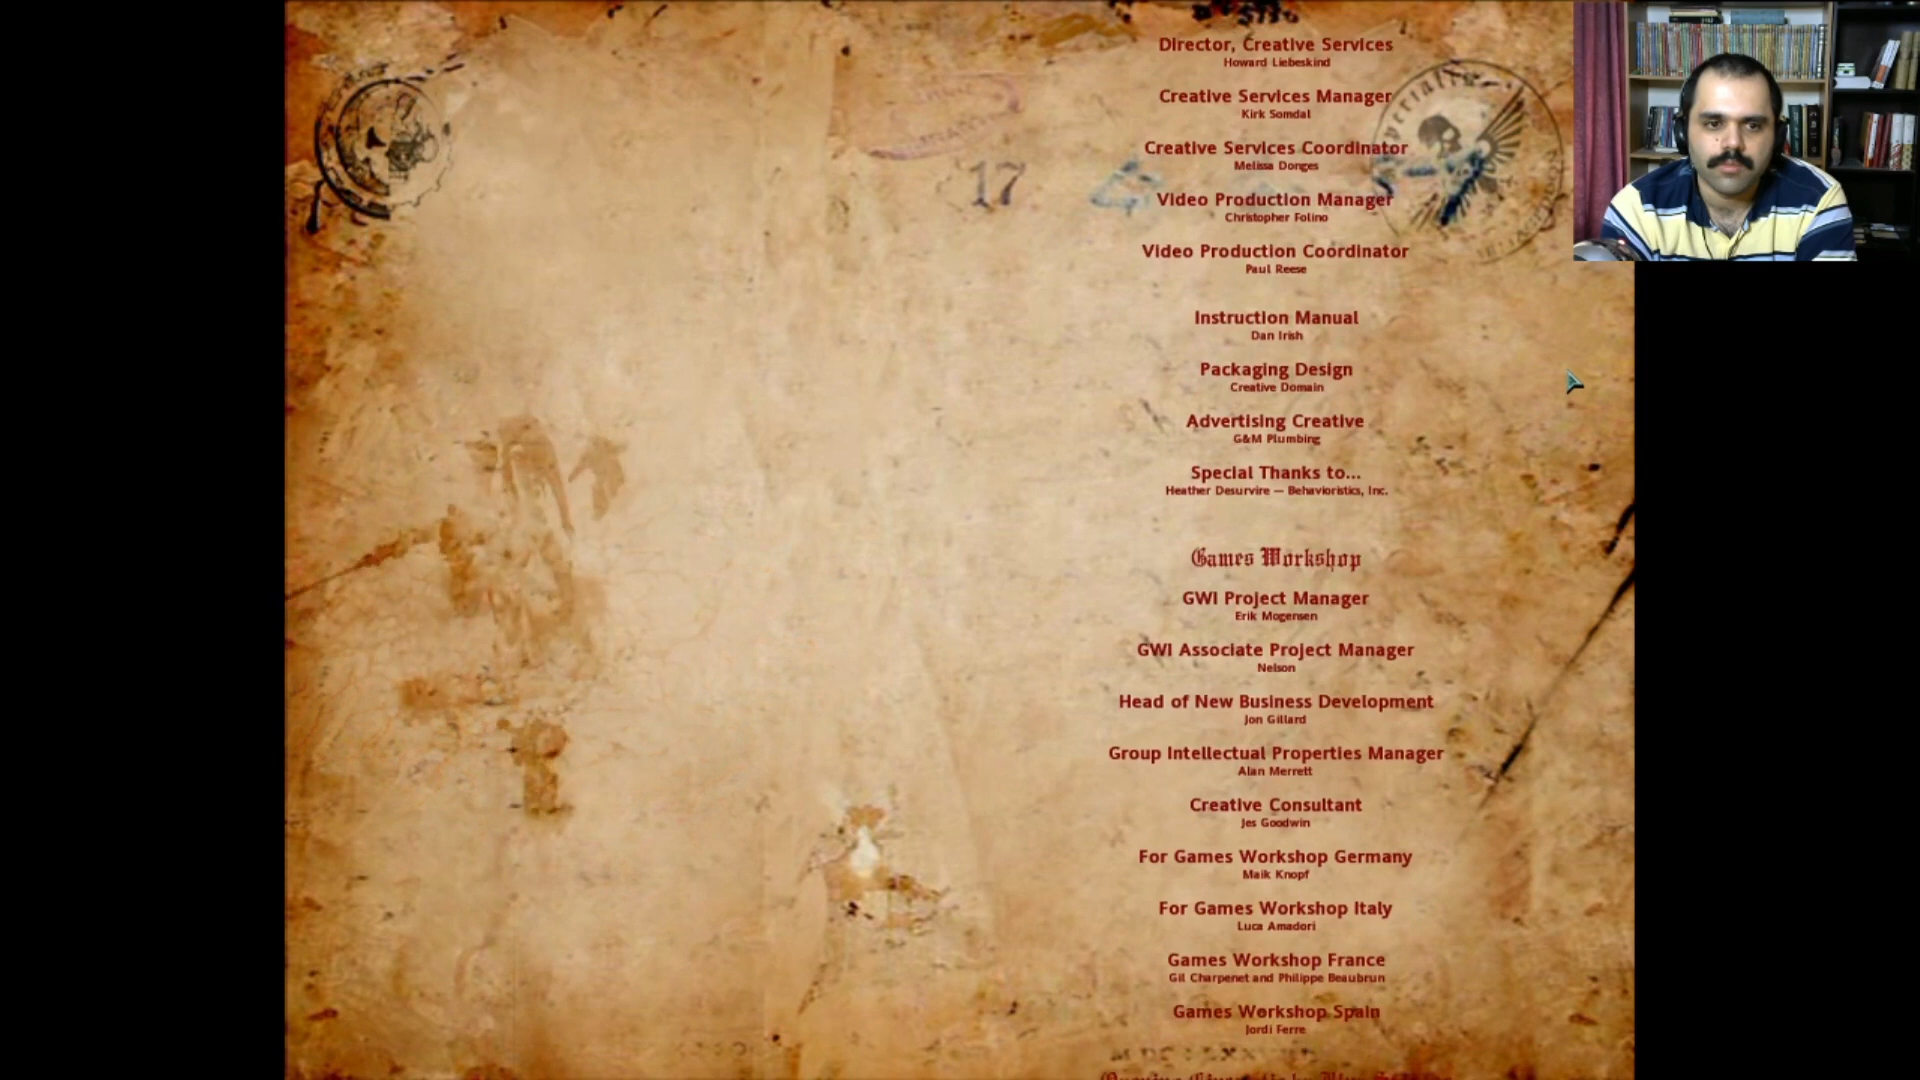 Director, Creative Services
Howard Liebeskind
Creative Services Manager
Kirk Somdal
Creative Services Coordinator
Melissa Donges
17
Video Production Manager
Christopher Folino
Video Production Coordinator
Paul Reese
Instruction Manual
Dan Irish
Packaging Design
Creative Domain
Advertising Creative
G&M Plumbing
Special Thanks to...
Heather Desurvire — Behavioristics, Inc.
Games Workshop
GWI Project Manager
Erik Mogensen
GWI Associate Project Manager
Nelson
Head of New Business Development
Jon Gillard
Group Intellectual Properties Manager
Alan Merrett
Creative Consultant
Jes Goodwin
For Games Workshop Germany
Maik Knopf
For Games Workshop Italy
Luca Amadori
Games Workshop France
Gil Charpenet and Philippe Beaubrun
Games Workshop Spain
Jordi Ferre